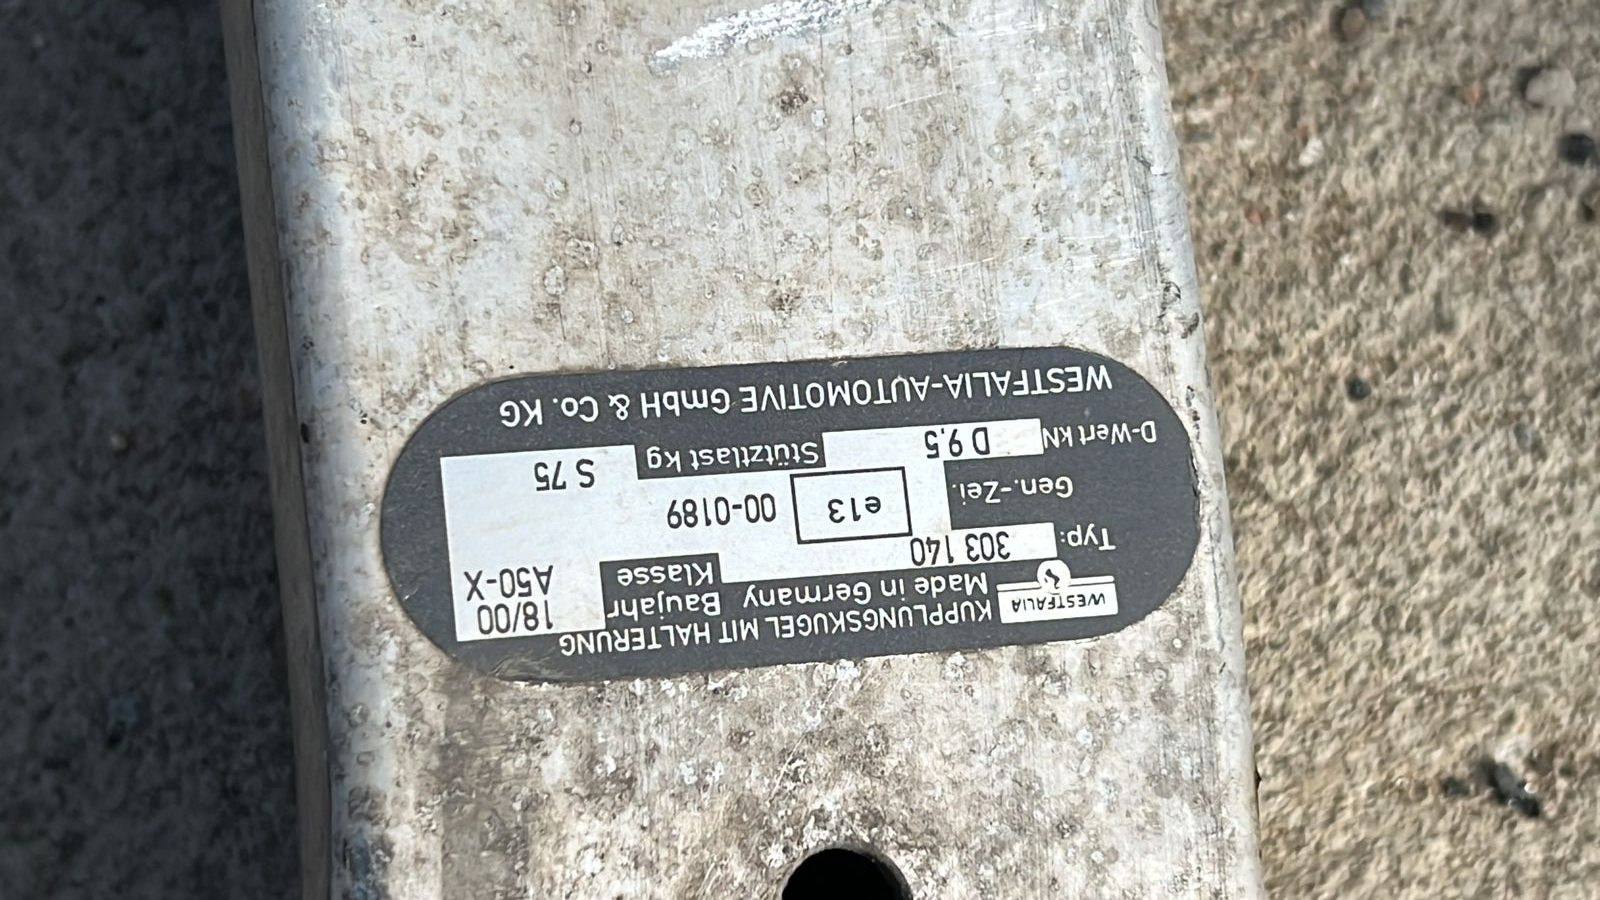 WESTFALIA
KUPPLUNGSKUGEL MIT HALTERUNG
Made in Germany Baujahr 18/00
Typ: 303 140 Klasse A50-X
Gen.-Zei. e13 00-0189
D-Wert kN D 9,5 Stütztlast kg S 75
WESTFALIA-AUTOMOTIVE GmbH & Co. KG